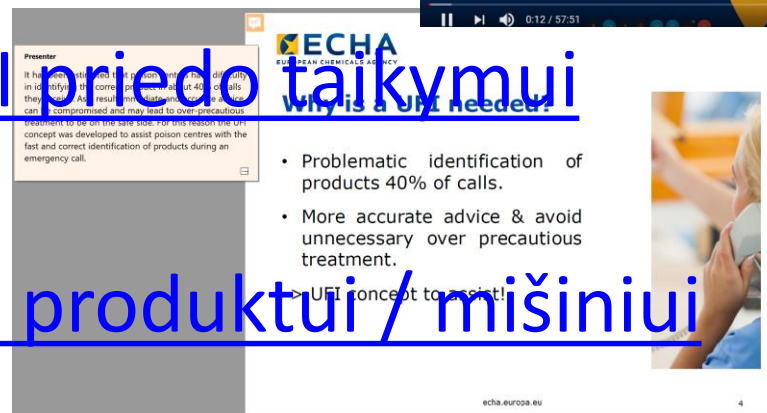 0:12 / 57:51
ECHA
EUROPEAN CHEMICALS AGENCY
Presenter
It has been estimated that poison centres have difficulty
in identifying the correct product in about 40% of calls
they receive. As a result immediate and accurate advice
can be compromised and may lead to over-precautious
treatment to be on the safe side. For this reason the UFI
concept was developed to assist poison centres with the
fast and correct identification of products during an
emergency call.
I priedo taikymui
Why is a UFI needed?
• Problematic identification of
products 40% of calls.
• More accurate advice & avoid
unnecessary over precautious
treatment.
> UFI concept to assist!
produktui / mišiniui
echa.europa.eu
4